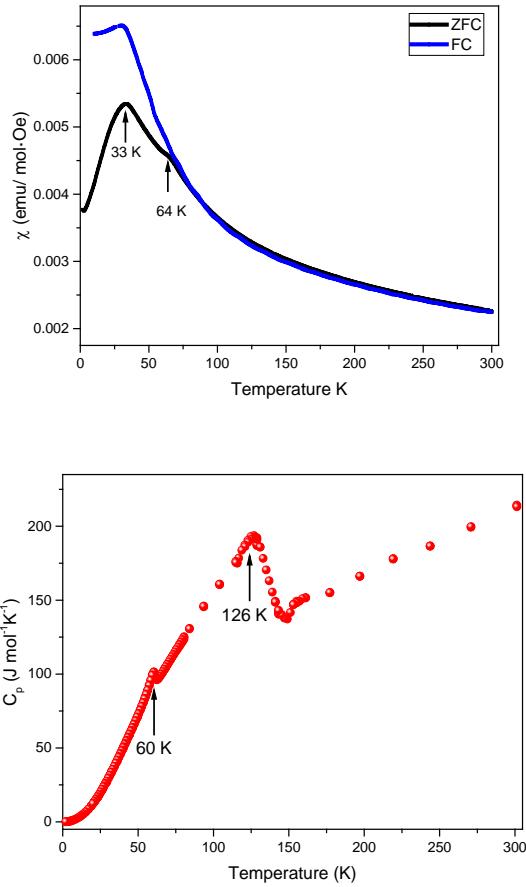 ZFC
FC
0.006
0.005
0.004
0.003
0.002
33 K
64 K
χ (emu/ mol·Oe)
0
50
100
150
200
250
300
Temperature K
200
150
100
50
0
126 K
60 K
Cp (J mol⁻¹K⁻¹)
0
50
100
150
200
250
300
Temperature (K)